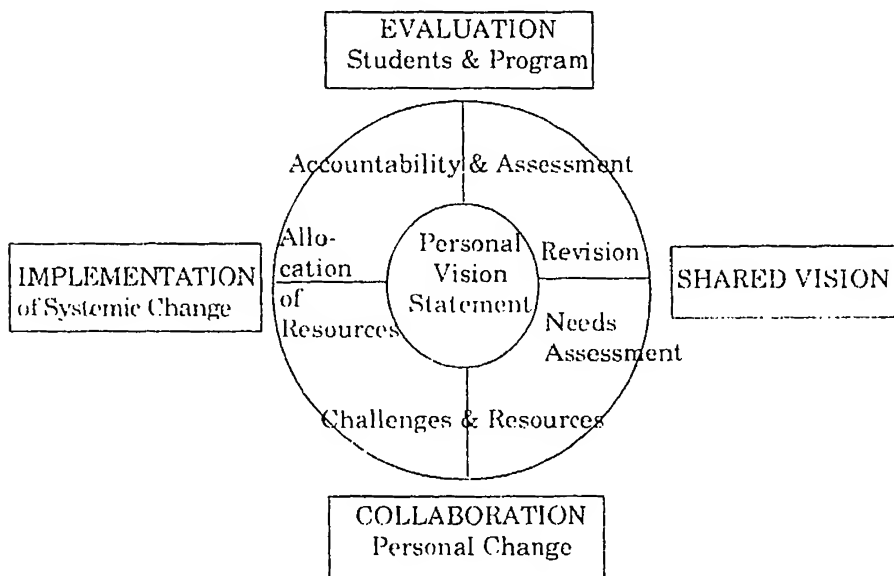 EVALUATION
Students & Program
Accountability & Assessment
Allo-
cation
of
Resources
Personal
Vision
Statement
Revision
Needs
Assessment
IMPLEMENTATION
of Systemic Change
SHARED VISION
Challenges & Resources
COLLABORATION
Personal Change